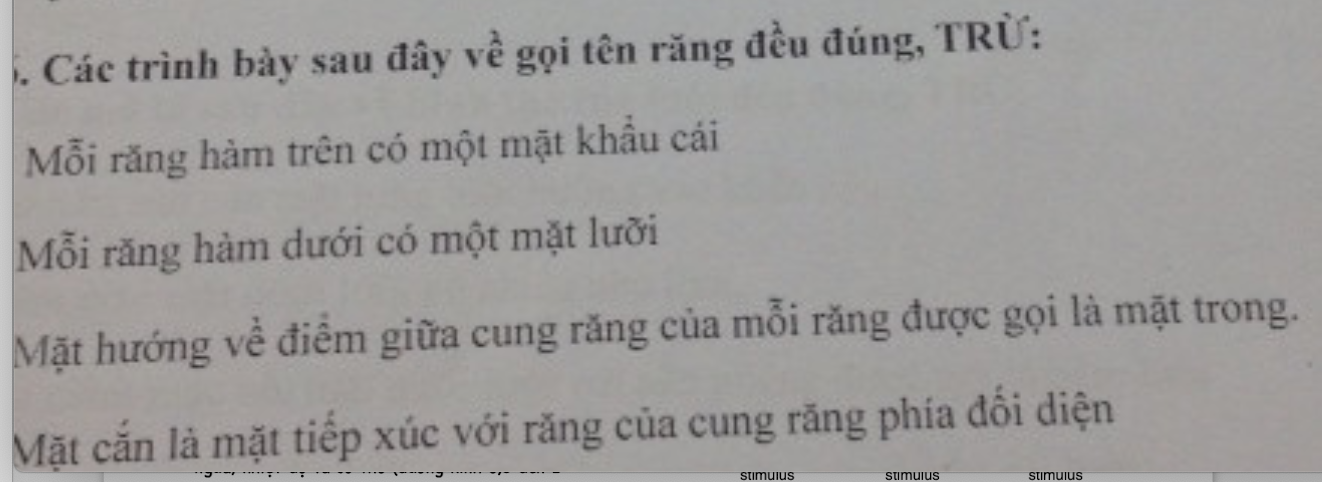 . Các trình bày sau đây về gọi tên răng đều đúng, TRỪ:
Mỗi răng hàm trên có một mặt khẩu cái
Mỗi răng hàm dưới có một mặt lưỡi
Mặt hướng về điểm giữa cung răng của mỗi răng được gọi là mặt trong.
Mặt cắn là mặt tiếp xúc với răng của cung răng phía đối diện
stimulus stimulus stimulus